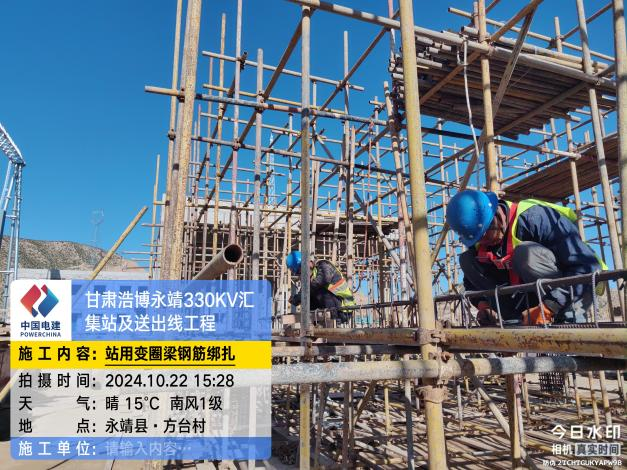 甘肃浩博永靖330KV汇
集站及送出线工程
中国电建
POWERCHINA
施工内容：站用变圈梁钢筋绑扎
拍摄时间：2024.10.22 15:28
天气：晴 15℃ 南风1级
地点：永靖县·方台村
施工单位：请输入内容…
今日水印
相机 真实时间